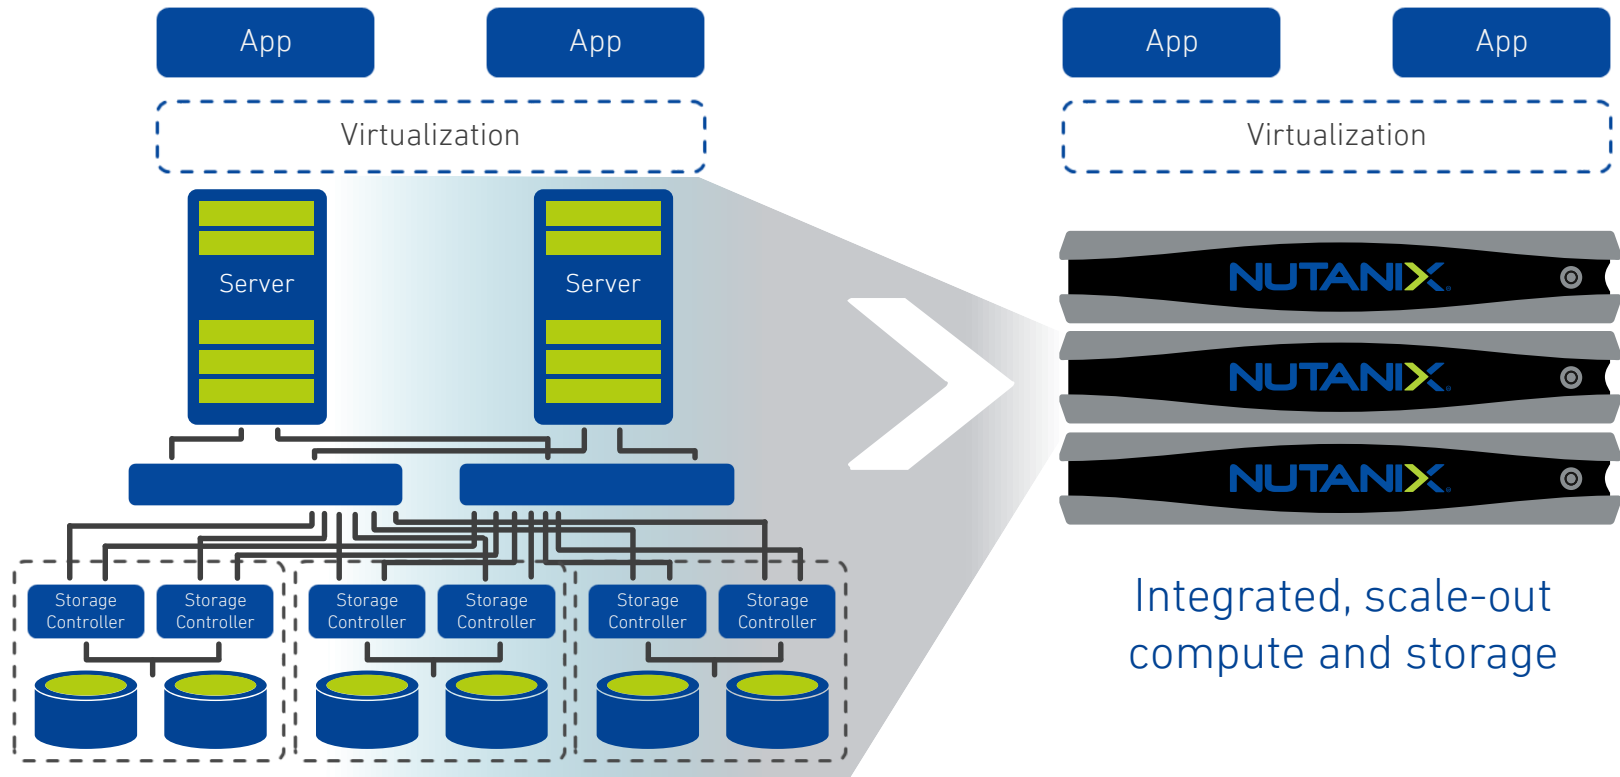 App
App
App
App
Virtualization
Virtualization
Server
Server
NUTANIX®
NUTANIX®
NUTANIX®
Storage
Controller
Storage
Controller
Storage
Controller
Storage
Controller
Storage
Controller
Storage
Controller
Integrated, scale-out
compute and storage